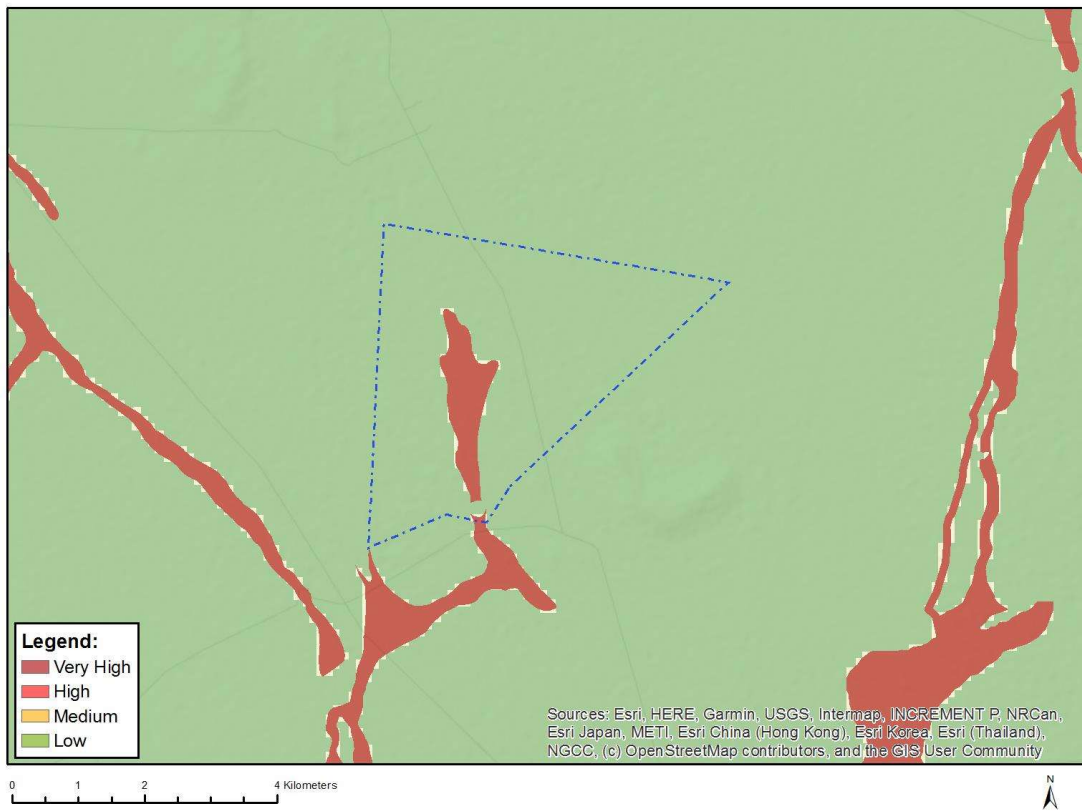 Legend:
Very High
High
Medium
Low
Sources: Esri, HERE, Garmin, USGS, Intermap, INCREMENT P, NRCan,
Esri Japan, METI, Esri China (Hong Kong), Esri Korea, Esri (Thailand),
NGCC, (c) OpenStreetMap contributors, and the GIS User Community
0 1 2 4 Kilometers
N